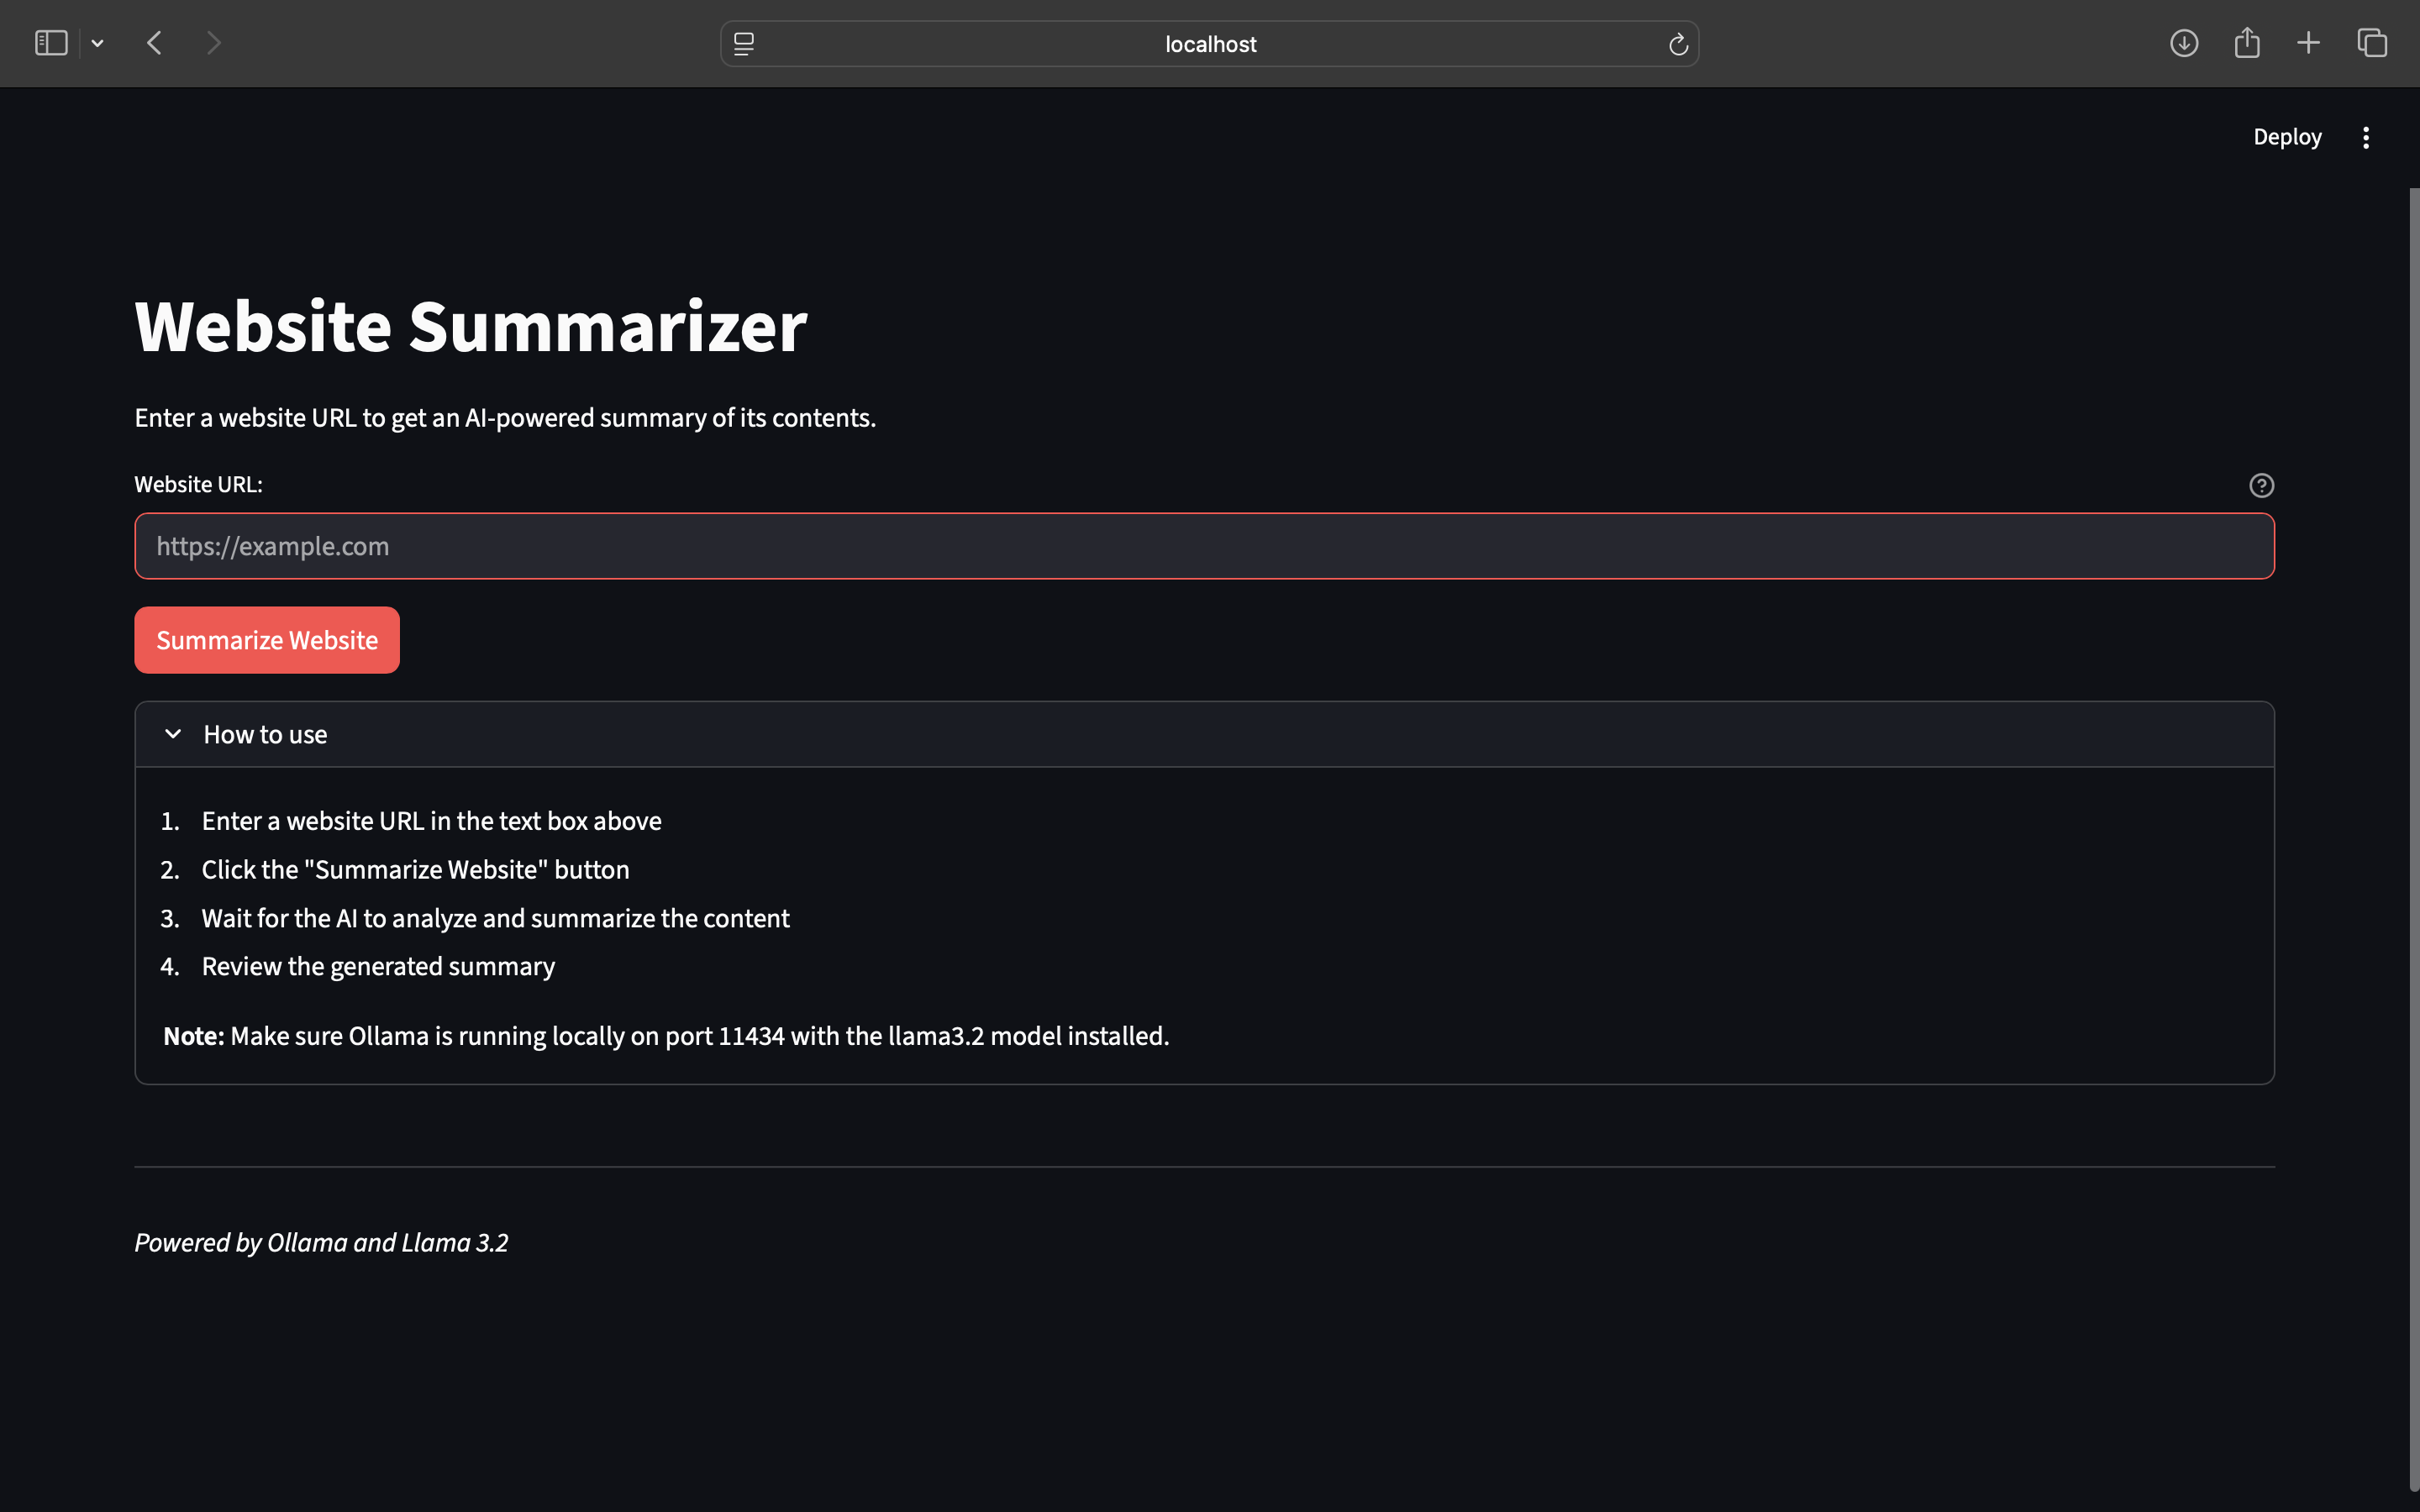 localhost
Deploy
Website Summarizer
Enter a website URL to get an AI-powered summary of its contents.
Website URL:
https://example.com
Summarize Website
How to use
1. Enter a website URL in the text box above
2. Click the "Summarize Website" button
3. Wait for the AI to analyze and summarize the content
4. Review the generated summary
Note: Make sure Ollama is running locally on port 11434 with the llama3.2 model installed.
Powered by Ollama and Llama 3.2